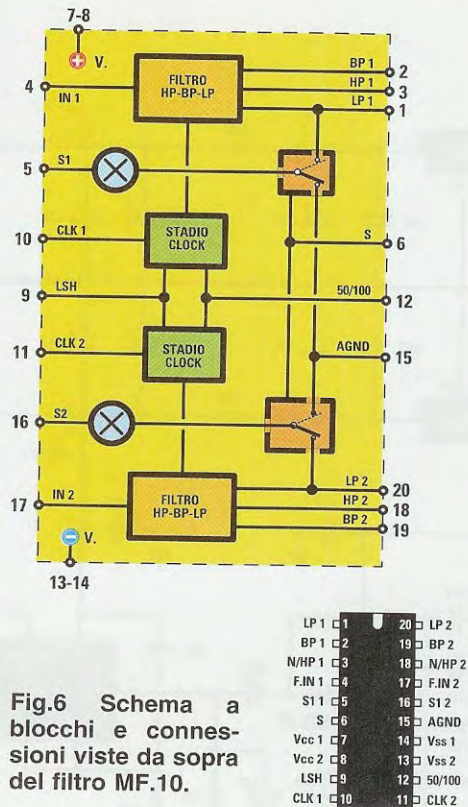 7-8
V.
4
IN 1
FILTRO
HP-BP-LP
BP 1
2
HP 1
3
LP 1
1
5
S1
10
CLK 1
STADIO
CLOCK
S
6
9
LSH
50/100
12
11
CLK 2
STADIO
CLOCK
AGND
15
16
S2
17
IN 2
FILTRO
HP-BP-LP
LP 2
20
HP 2
18
BP 2
19
V.
13-14
LP 1 1 20 LP 2
BP 1 2 19 BP 2
N/HP 1 3 18 N/HP 2
F.IN 1 4 17 F.IN 2
S1 1 5 16 S1 2
S 6 15 AGND
Vcc 1 7 14 Vss 1
Vcc 2 8 13 Vss 2
LSH 9 12 50/100
CLK 1 10 11 CLK 2
Fig.6 Schema a
blocchi e connes-
sioni viste da sopra
del filtro MF.10.